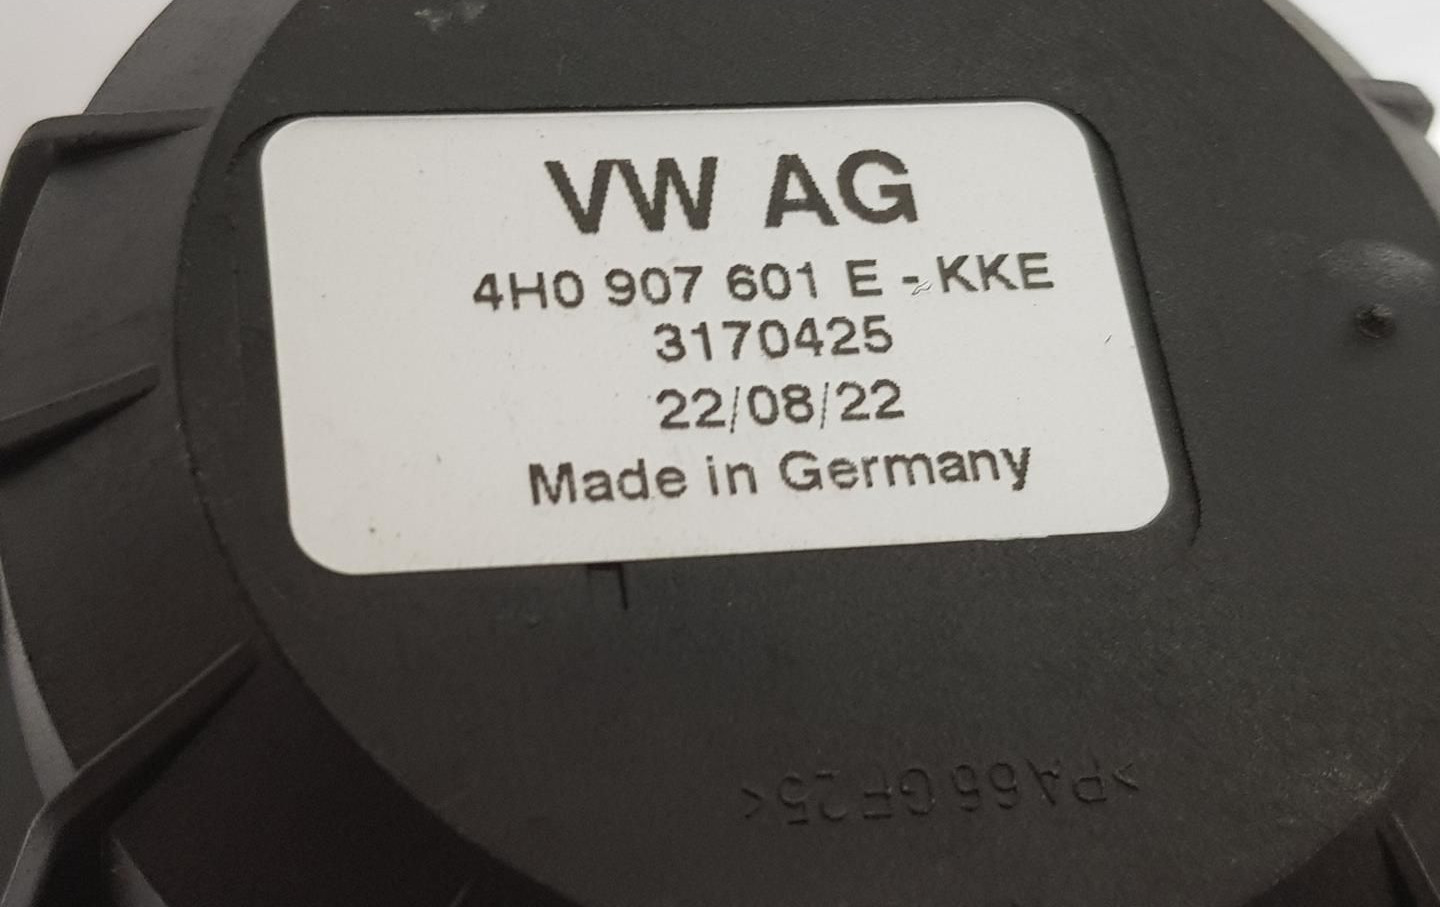 VW AG
4H0 907 601 E - KKE
3170425
22/08/22
Made in Germany
>PA66 GF25<